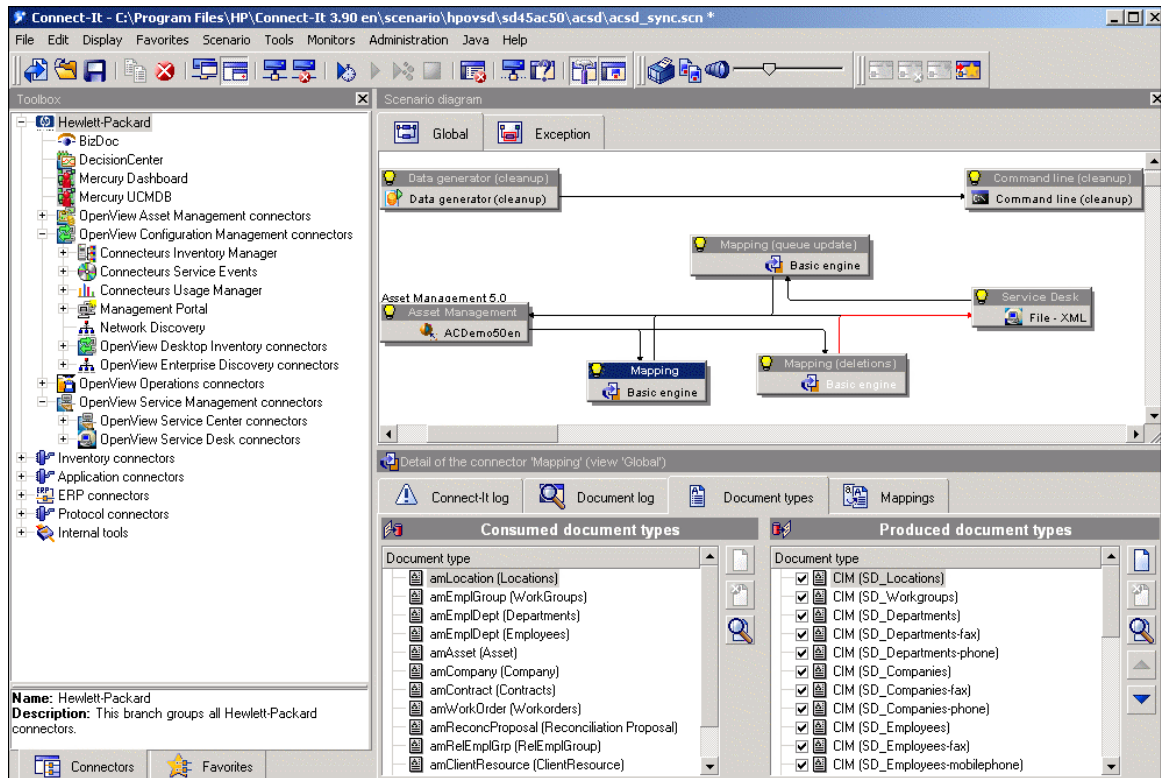 Connect-It - C:\Program Files\HP\Connect-It 3.90 en\scenario\hpovsd\sd45ac50\acsd\acsd_sync.scn *
File Edit Display Favorites Scenario Tools Monitors Administration Java Help
Toolbox
Hewlett-Packard
BizDoc
DecisionCenter
Mercury Dashboard
Mercury UCMDB
OpenView Asset Management connectors
OpenView Configuration Management connectors
Connecteurs Inventory Manager
Connecteurs Service Events
Connecteurs Usage Manager
Management Portal
Network Discovery
OpenView Desktop Inventory connectors
OpenView Enterprise Discovery connectors
OpenView Operations connectors
OpenView Service Management connectors
OpenView Service Center connectors
OpenView Service Desk connectors
Inventory connectors
Application connectors
ERP connectors
Protocol connectors
Internal tools
Name: Hewlett-Packard
Description: This branch groups all Hewlett-Packard
connectors.
Connectors Favorites
Scenario diagram
Global Exception
Data generator (cleanup)
Data generator (cleanup)
Command line (cleanup)
Command line (cleanup)
Mapping (queue update)
Basic engine
Asset Management 5.0
Asset Management
ACDemo50en
Service Desk
File - XML
Mapping
Basic engine
Mapping (deletions)
Basic engine
Detail of the connector 'Mapping' (view 'Global')
Connect-It log Document log Document types Mappings
Consumed document types
Document type
amLocation (Locations)
amEmplGroup (WorkGroups)
amEmplDept (Departments)
amEmplDept (Employees)
amAsset (Asset)
amCompany (Company)
amContract (Contracts)
amWorkOrder (Workorders)
amReconcProposal (Reconciliation Proposal)
amRelEmplGrp (RelEmplGroup)
amClientResource (ClientResource)
Produced document types
Document type
CIM (SD_Locations)
CIM (SD_Workgroups)
CIM (SD_Departments)
CIM (SD_Departments-fax)
CIM (SD_Departments-phone)
CIM (SD_Companies)
CIM (SD_Companies-fax)
CIM (SD_Companies-phone)
CIM (SD_Employees)
CIM (SD_Employees-fax)
CIM (SD_Employees-mobilephone)